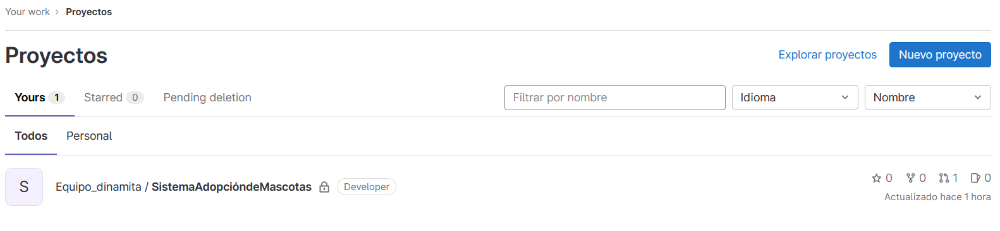 Your work › Proyectos
Proyectos
Explorar proyectos
Nuevo proyecto
Yours 1
Starred 0
Pending deletion
Filtrar por nombre
Idioma
Nombre
Todos
Personal
S
Equipo_dinamita / SistemaAdopcióndeMascotas
Developer
0 0 1 0
Actualizado hace 1 hora